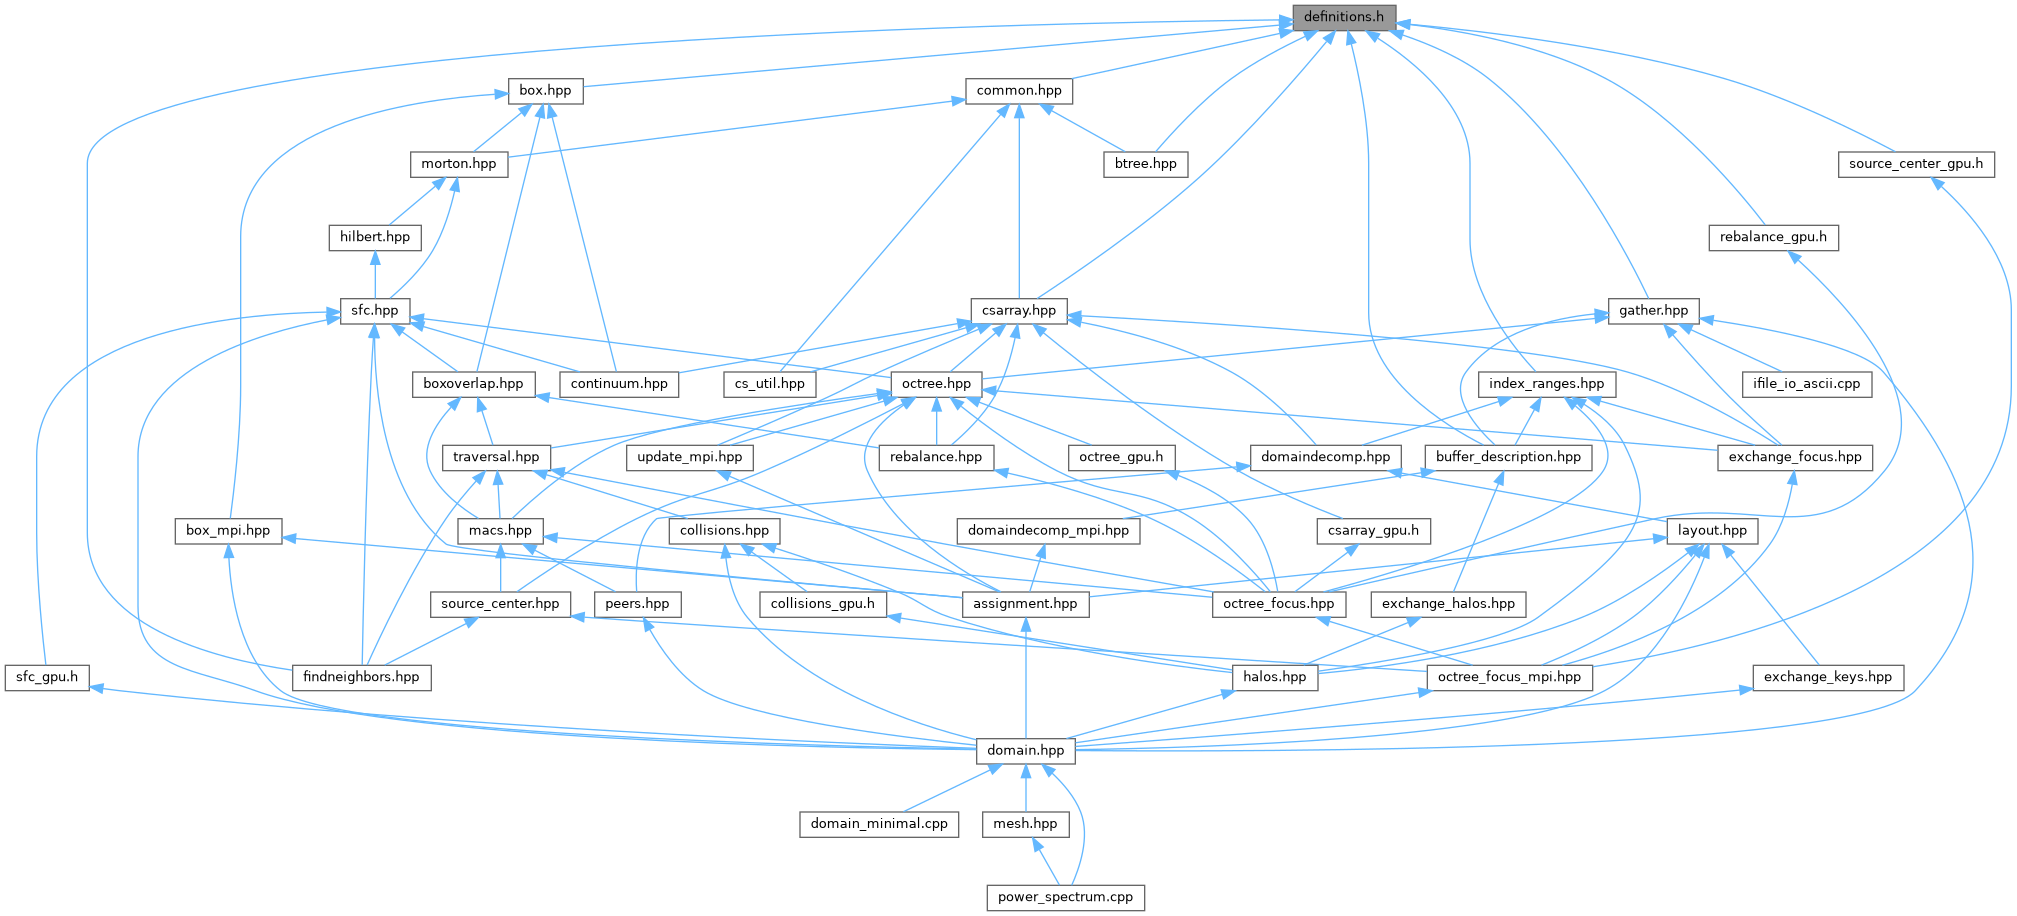 definitions.h
box.hpp
common.hpp
morton.hpp
btree.hpp
source_center_gpu.h
hilbert.hpp
rebalance_gpu.h
sfc.hpp
csarray.hpp
gather.hpp
boxoverlap.hpp
continuum.hpp
cs_util.hpp
octree.hpp
index_ranges.hpp
ifile_io_ascii.cpp
traversal.hpp
update_mpi.hpp
rebalance.hpp
octree_gpu.h
domaindecomp.hpp
buffer_description.hpp
exchange_focus.hpp
box_mpi.hpp
macs.hpp
collisions.hpp
domaindecomp_mpi.hpp
csarray_gpu.h
layout.hpp
source_center.hpp
peers.hpp
collisions_gpu.h
assignment.hpp
octree_focus.hpp
exchange_halos.hpp
sfc_gpu.h
findneighbors.hpp
halos.hpp
octree_focus_mpi.hpp
exchange_keys.hpp
domain.hpp
domain_minimal.cpp
mesh.hpp
power_spectrum.cpp